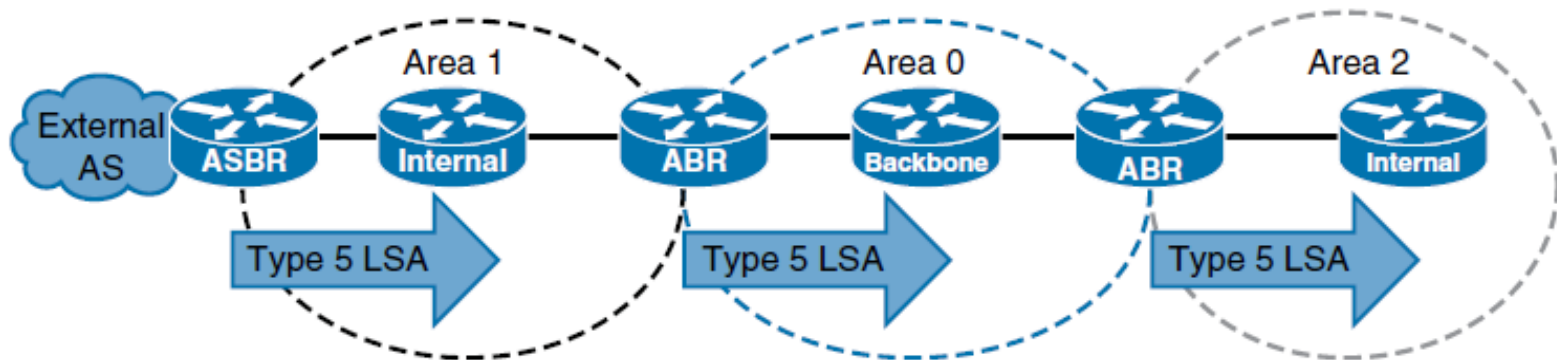 Area 1
Area 0
Area 2
External
AS
ASBR
Internal
ABR
Backbone
ABR
Internal
Type 5 LSA
Type 5 LSA
Type 5 LSA